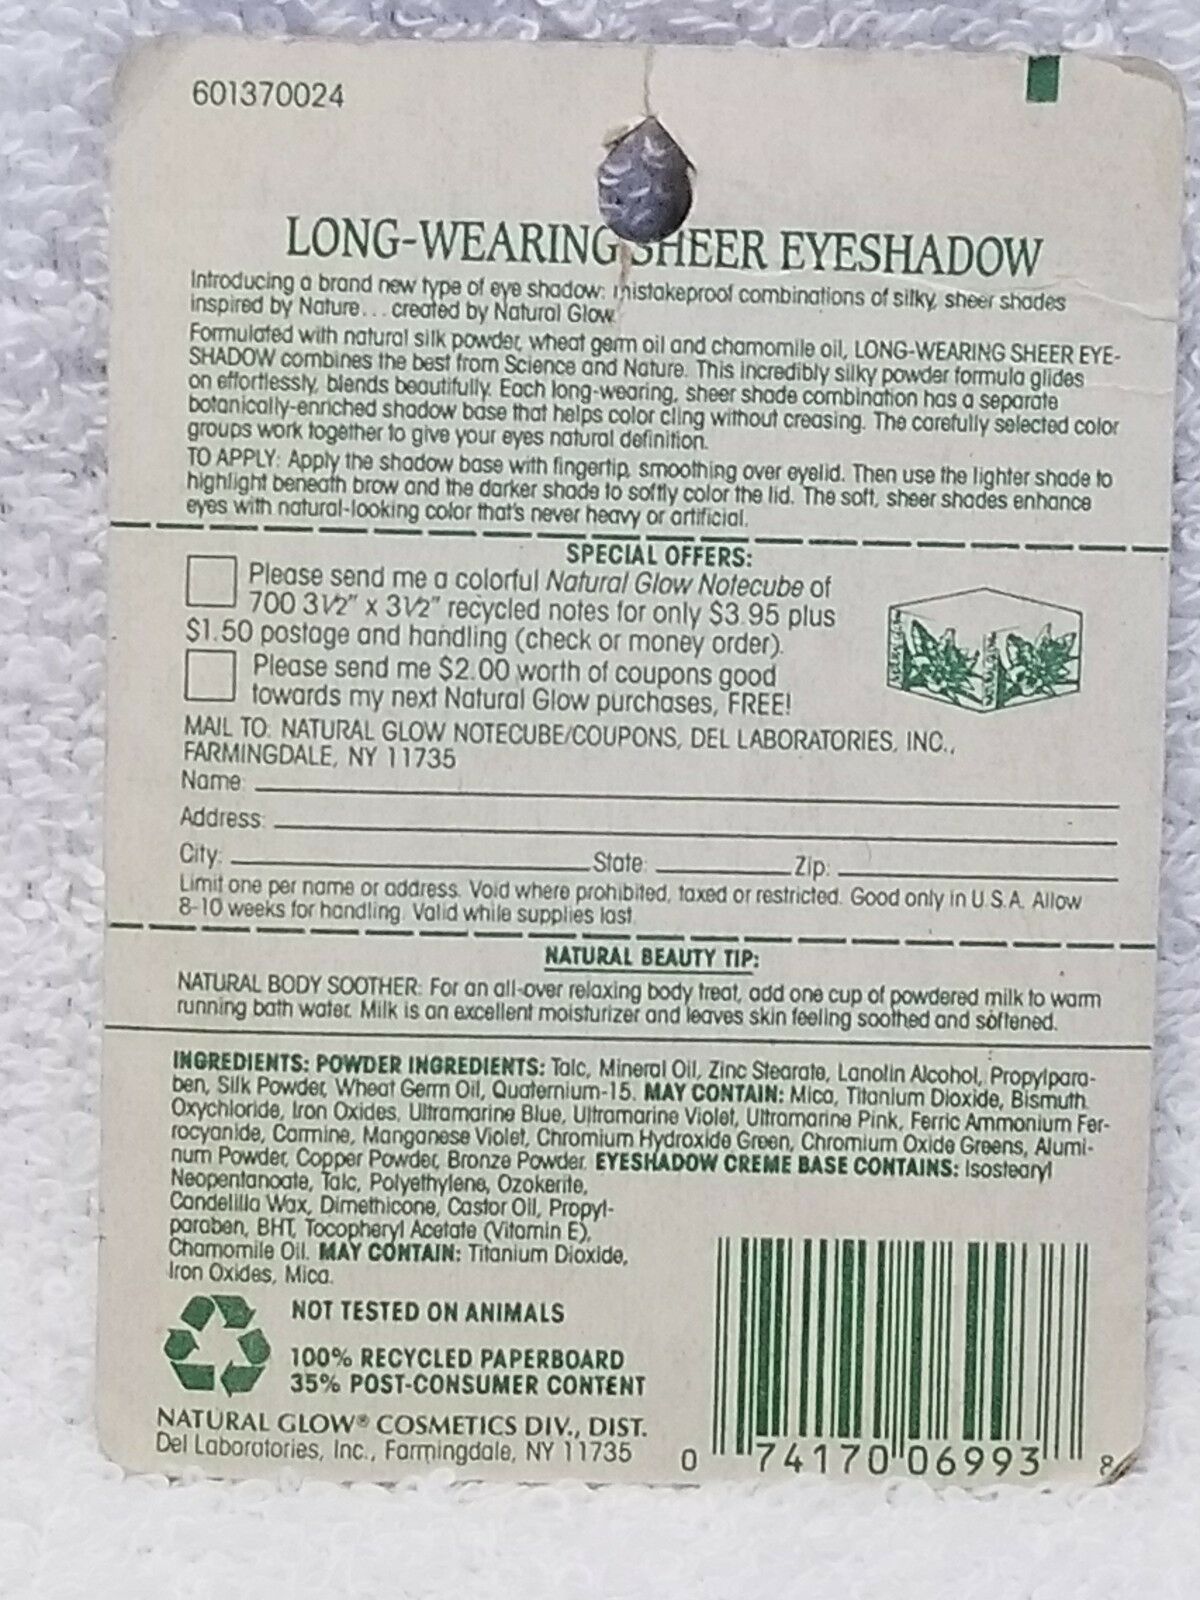 601370024
LONG-WEARING SHEER EYESHADOW
Introducing a brand new type of eye shadow: mistakeproof combinations of silky, sheer shades
inspired by Nature... created by Natural Glow.
Formulated with natural silk powder, wheat germ oil and chamomile oil, LONG-WEARING SHEER EYE-
SHADOW combines the best from Science and Nature. This incredibly silky powder formula glides
on effortlessly, blends beautifully. Each long-wearing, sheer shade combination has a separate
botanically-enriched shadow base that helps color cling without creasing. The carefully selected color
groups work together to give your eyes natural definition.
TO APPLY: Apply the shadow base with fingertip, smoothing over eyelid. Then use the lighter shade to
highlight beneath brow and the darker shade to softly color the lid. The soft, sheer shades enhance
eyes with natural-looking color that's never heavy or artificial.
SPECIAL OFFERS:
Please send me a colorful Natural Glow Notecube of
700 3½" x 3½" recycled notes for only $3.95 plus
$1.50 postage and handling (check or money order).
Please send me $2.00 worth of coupons good
towards my next Natural Glow purchases, FREE!
MAIL TO: NATURAL GLOW NOTECUBE/COUPONS, DEL LABORATORIES, INC.,
FARMINGDALE, NY 11735
Name:
Address:
City: State: Zip:
Limit one per name or address. Void where prohibited, taxed or restricted. Good only in U.S.A. Allow
8-10 weeks for handling. Valid while supplies last.
NATURAL BEAUTY TIP:
NATURAL BODY SOOTHER: For an all-over relaxing body treat, add one cup of powdered milk to warm
running bath water. Milk is an excellent moisturizer and leaves skin feeling soothed and softened.
INGREDIENTS: POWDER INGREDIENTS: Talc, Mineral Oil, Zinc Stearate, Lanolin Alcohol, Propylpara-
ben, Silk Powder, Wheat Germ Oil, Quaternium-15. MAY CONTAIN: Mica, Titanium Dioxide, Bismuth
Oxychloride, Iron Oxides, Ultramarine Blue, Ultramarine Violet, Ultramarine Pink, Ferric Ammonium Fer-
rocyanide, Carmine, Manganese Violet, Chromium Hydroxide Green, Chromium Oxide Greens, Alumi-
num Powder, Copper Powder, Bronze Powder. EYESHADOW CREME BASE CONTAINS: Isostearyl
Neopentanoate, Talc, Polyethylene, Ozokerite,
Candelilla Wax, Dimethicone, Castor Oil, Propyl-
paraben, BHT, Tocopheryl Acetate (Vitamin E),
Chamomile Oil. MAY CONTAIN: Titanium Dioxide,
Iron Oxides, Mica.
NOT TESTED ON ANIMALS
100% RECYCLED PAPERBOARD
35% POST-CONSUMER CONTENT
NATURAL GLOW® COSMETICS DIV., DIST.
Del Laboratories, Inc., Farmingdale, NY 11735
0 74170 06993 8